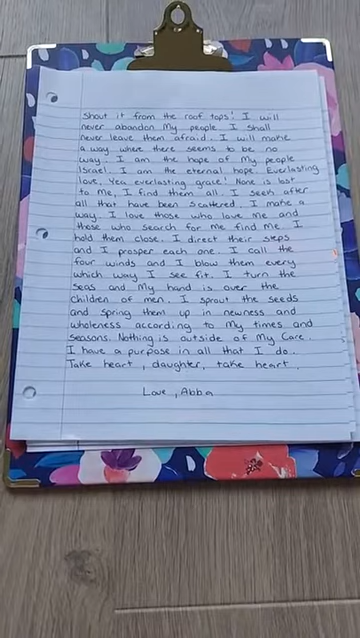 Shout it from the roof tops! I will
never abandon My people. I shall
never leave them afraid. I will make
a way where there seems to be no
way. I am the hope of My people
Israel. I am the eternal hope. Everlasting
love. Yea everlasting grace! None is lost
to Me, I find them all. I seek after
all that have been scattered. I make a
way. I love those who love Me and
those who search for Me find Me. I
hold them close. I direct their steps
and I prosper each one. I call the
four winds and I blow them every
which way I see fit. I turn the
seas and My hand is over the
children of men. I sprout the seeds
and spring them up in newness and
wholeness according to My times and
seasons. Nothing is outside of My Care.
I have a purpose in all that I do.
Take heart, daughter, take heart.
Love, Abba